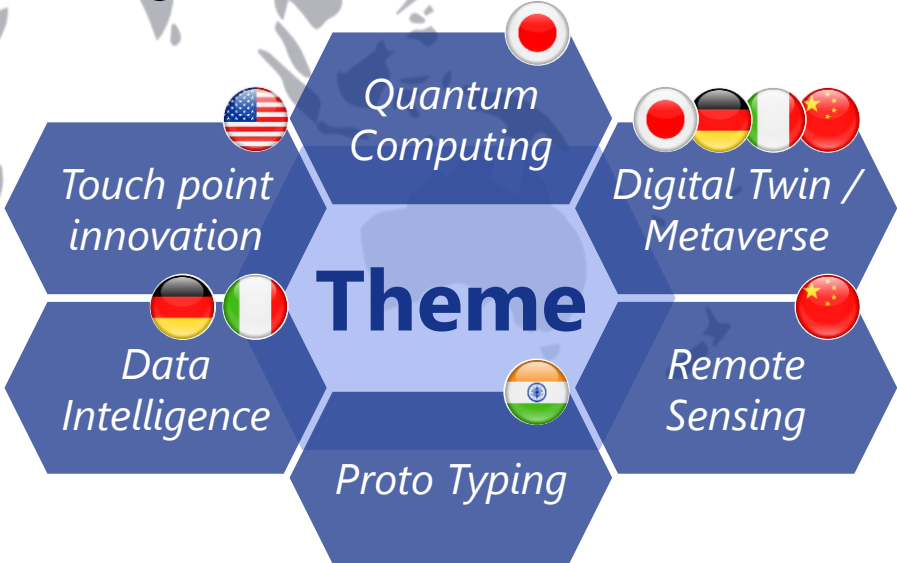 Quantum
Computing
Touch point
innovation
Digital Twin /
Metaverse
Theme
Data
Intelligence
Remote
Sensing
Proto Typing